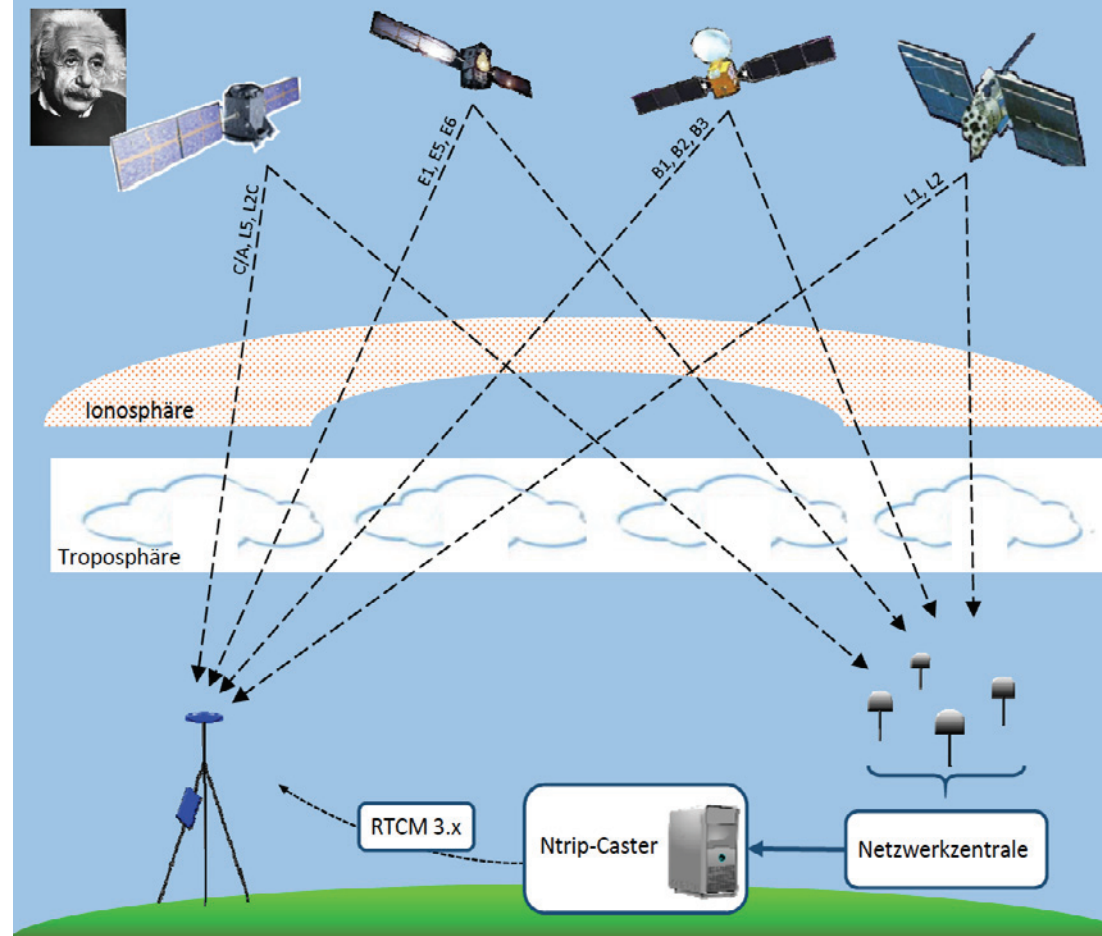 C/A, L5, L2C
E1, E5, E6
B1, B2, B3
L1, L2
Ionosphäre
Troposphäre
RTCM 3.x
Ntrip-Caster
Netzwerkzentrale